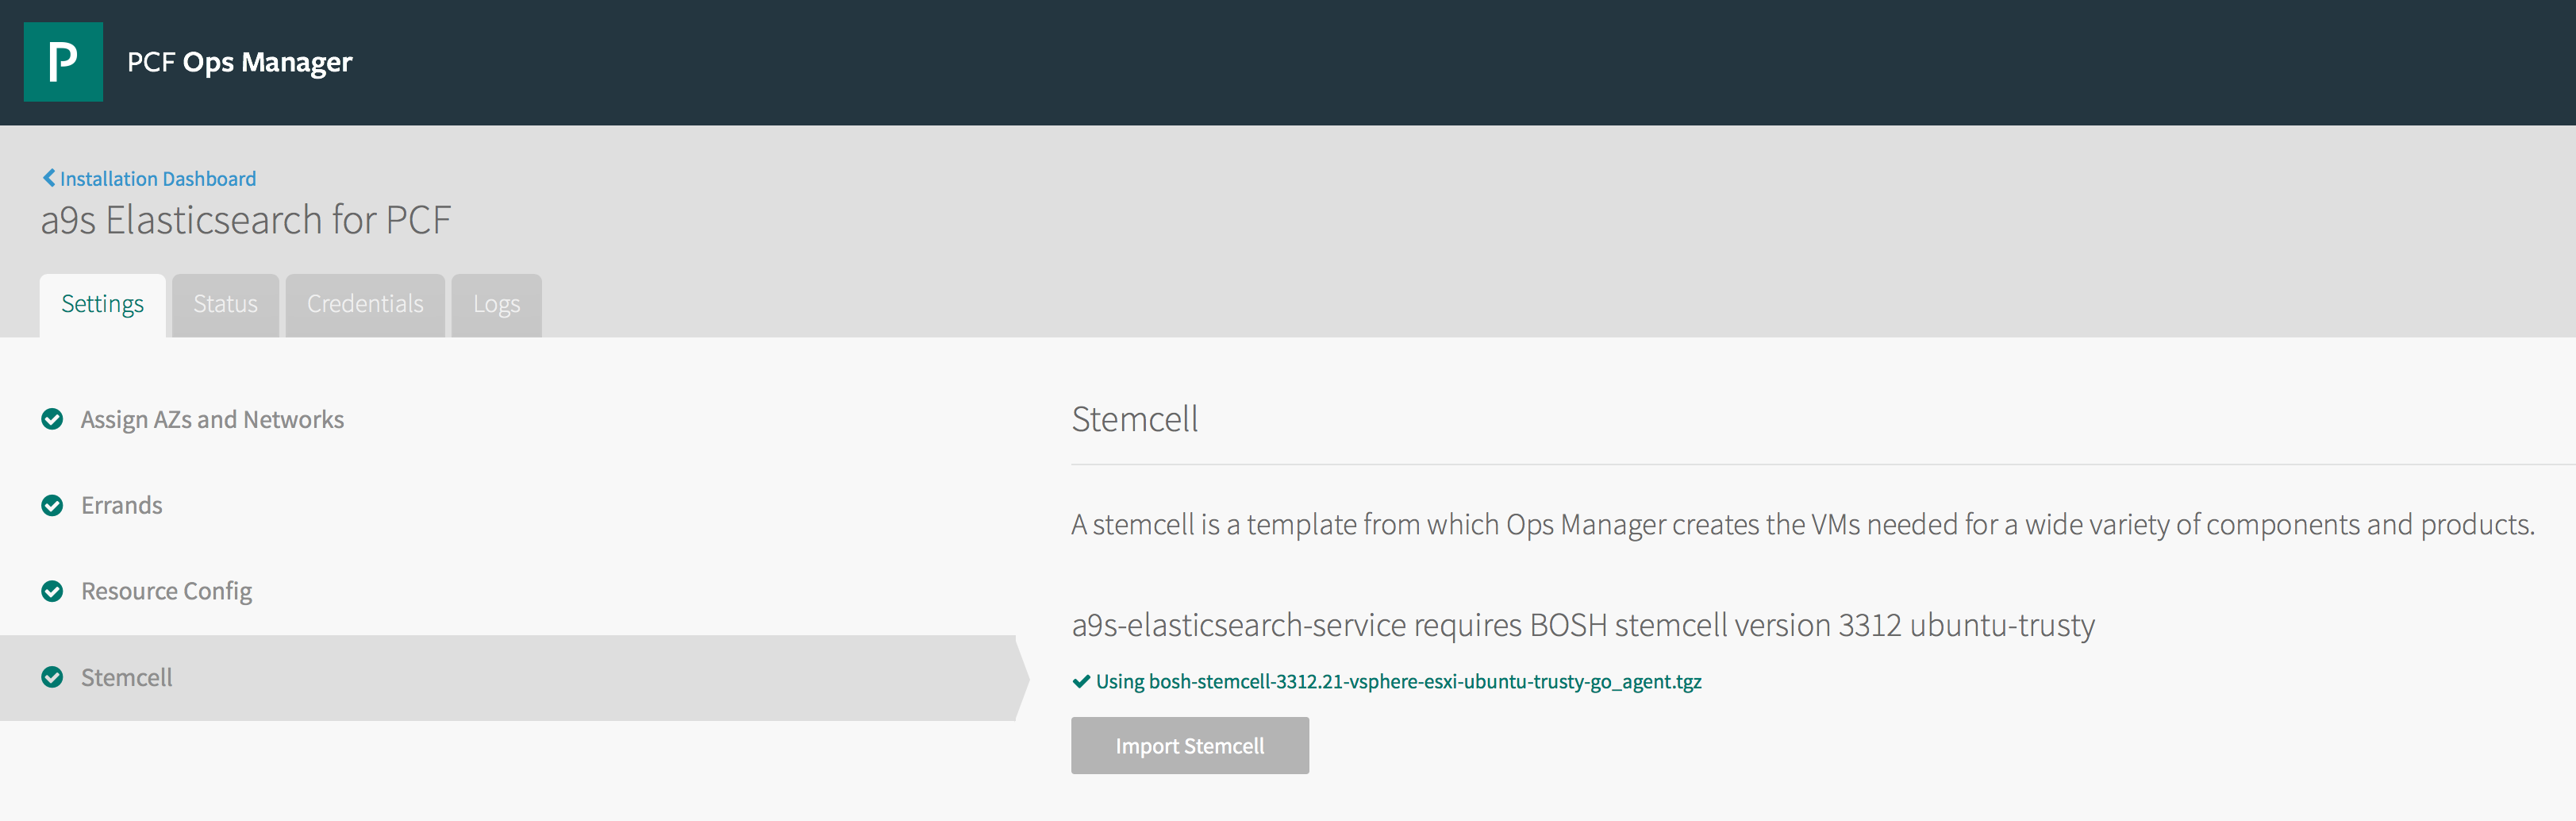 P
PCF Ops Manager
Installation Dashboard
a9s Elasticsearch for PCF
Settings
Status
Credentials
Logs
Assign AZs and Networks
Errands
Resource Config
Stemcell
Stemcell
A stemcell is a template from which Ops Manager creates the VMs needed for a wide variety of components and products.
a9s-elasticsearch-service requires BOSH stemcell version 3312 ubuntu-trusty
Using bosh-stemcell-3312.21-vsphere-esxi-ubuntu-trusty-go_agent.tgz
Import Stemcell